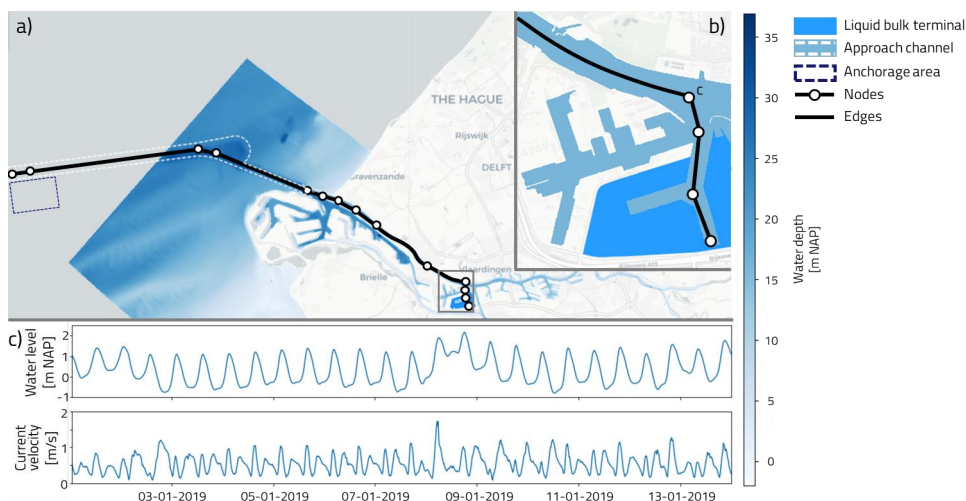 a)
THE HAGUE
Rijswijk
DELFT
Gravenzande
Brielle
Vlaardingen
b)
C
35
30
25
20
15
10
5
0
Water depth
[m NAP]
Liquid bulk terminal
Approach channel
Anchorage area
Nodes
Edges
c)
Water level
[m NAP]
2
1
0
-1
Current
velocity
[m/s]
2
1
0
03-01-2019 05-01-2019 07-01-2019 09-01-2019 11-01-2019 13-01-2019